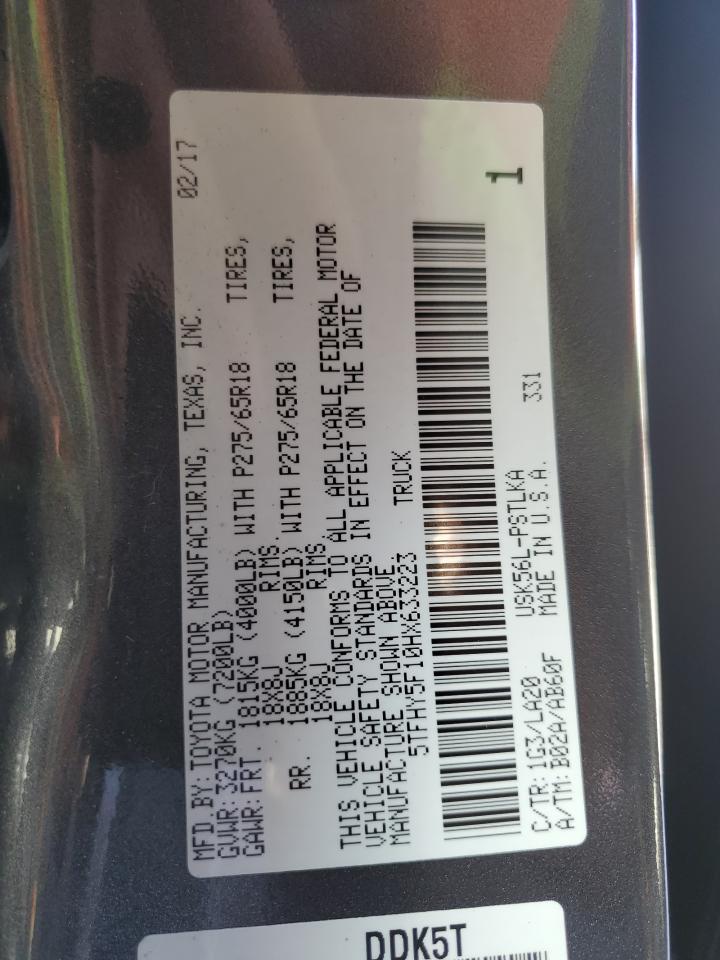 MFD.BY:TOYOTA MOTOR MANUFACTURING, TEXAS, INC. 02/17
GVWR:3270KG (7200LB)
GAWR:FRT. 1815KG (4000LB) WITH P275/65R18 TIRES,
18X8J RIMS,
RR. 1885KG (4150LB) WITH P275/65R18 TIRES,
18X8J RIMS,
THIS VEHICLE CONFORMS TO ALL APPLICABLE FEDERAL MOTOR
VEHICLE SAFETY STANDARDS IN EFFECT ON THE DATE OF
MANUFACTURE SHOWN ABOVE.
5TFHY5F10HX633223 TRUCK
1
C/TR: 1G3/LA20 USK56L-PSTLKA 331
A/TM: B02A/AB60F MADE IN U.S.A.
DDK5T